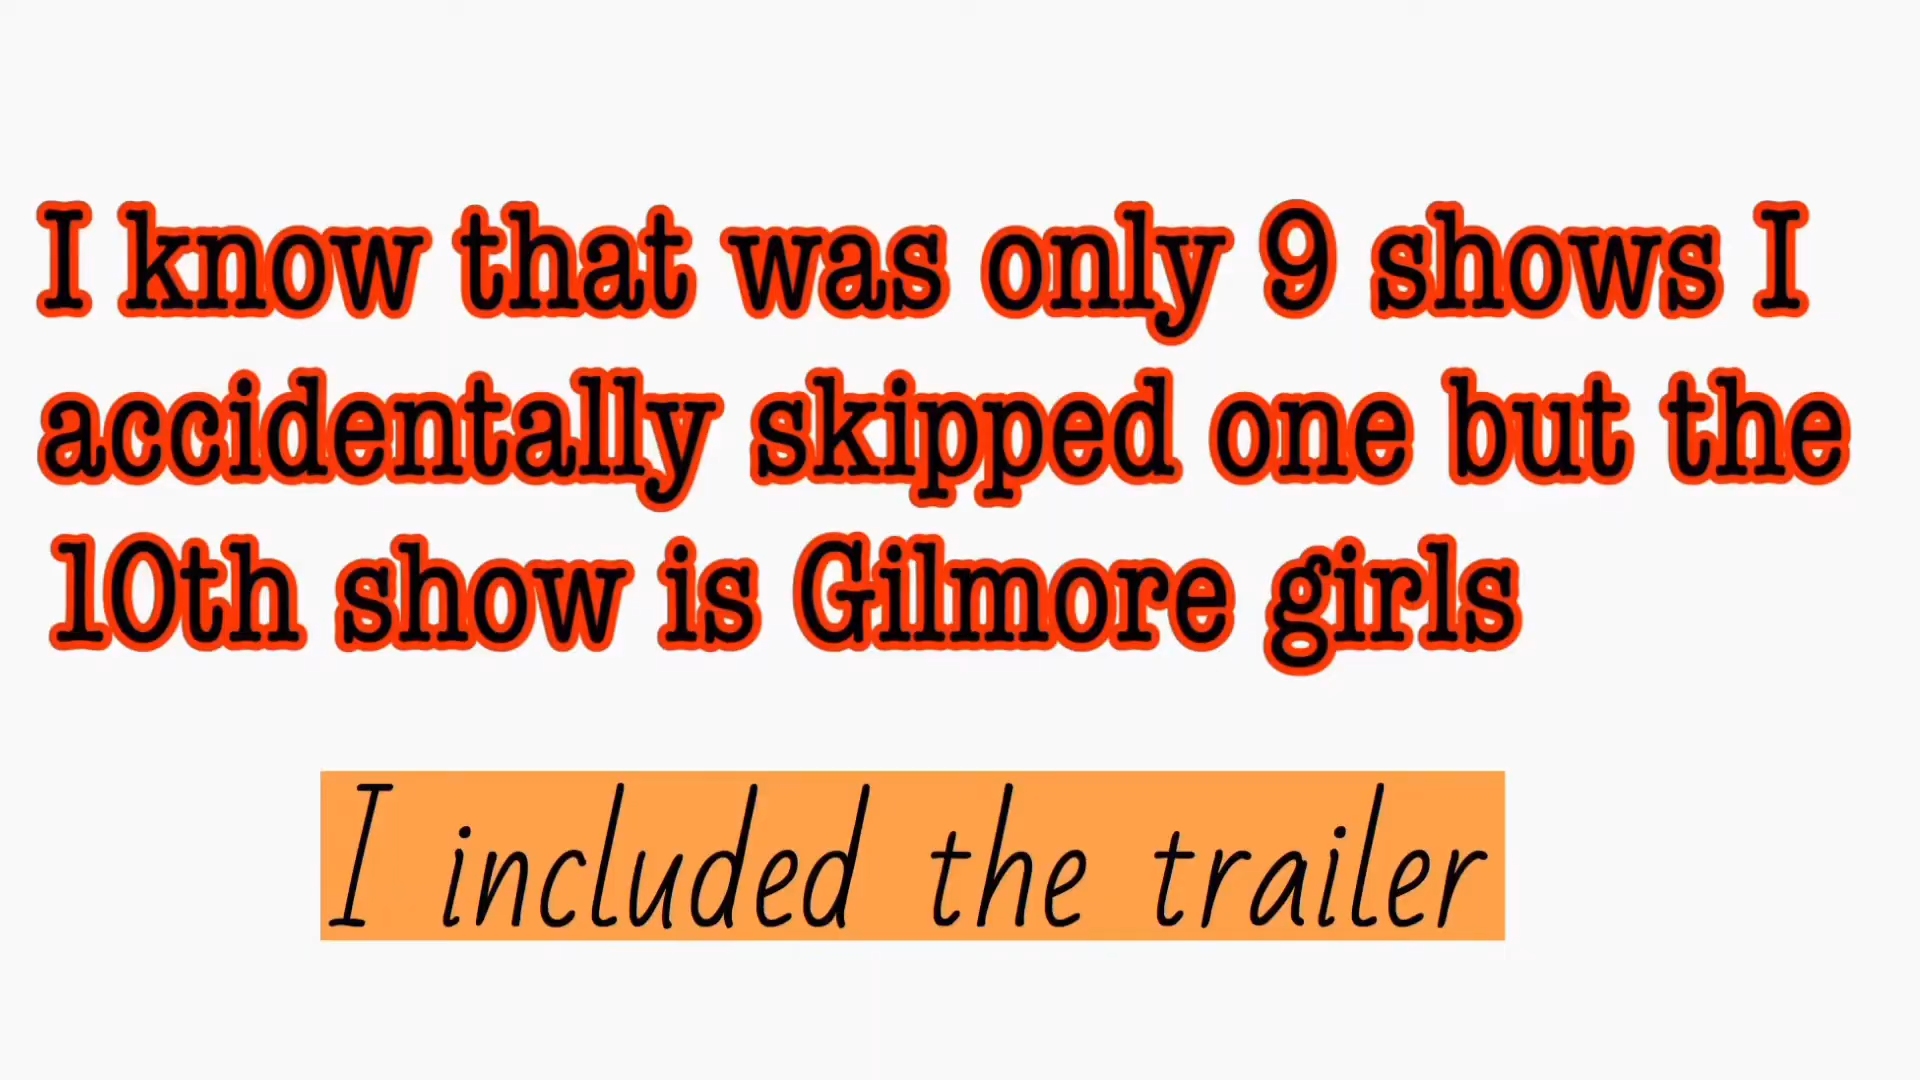 I know that was only 9 shows I
accidentally skipped one but the
10th show is Gilmore girls
I included the trailer